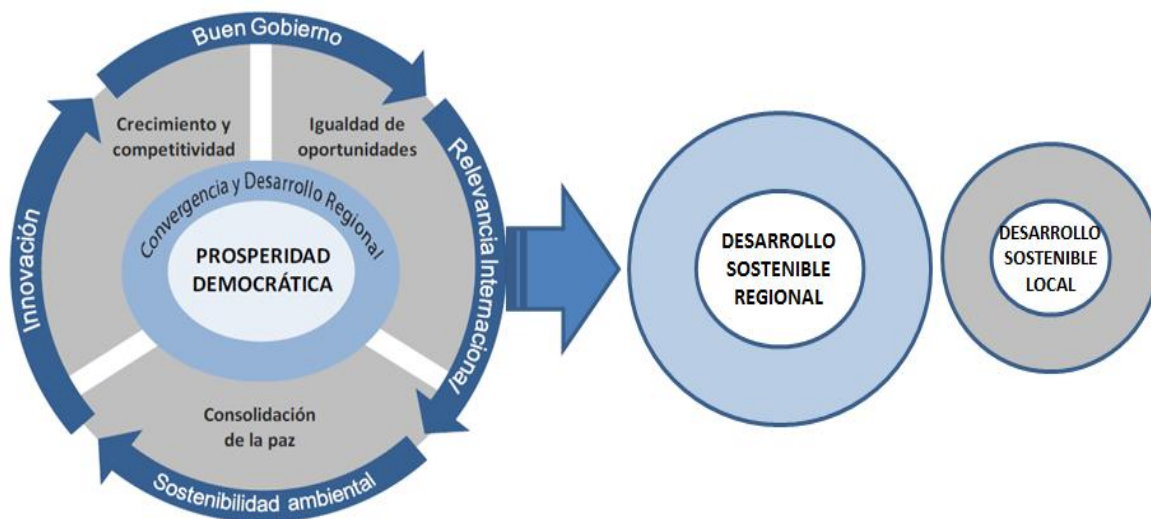 Buen Gobierno
Crecimiento y
competitividad
Igualdad de
oportunidades
Relevancia Internacional
Innovación
Convergencia y Desarrollo Regional
PROSPERIDAD
DEMOCRÁTICA
Consolidación
de la paz
Sostenibilidad ambiental
DESARROLLO
SOSTENIBLE
REGIONAL
DESARROLLO
SOSTENIBLE
LOCAL